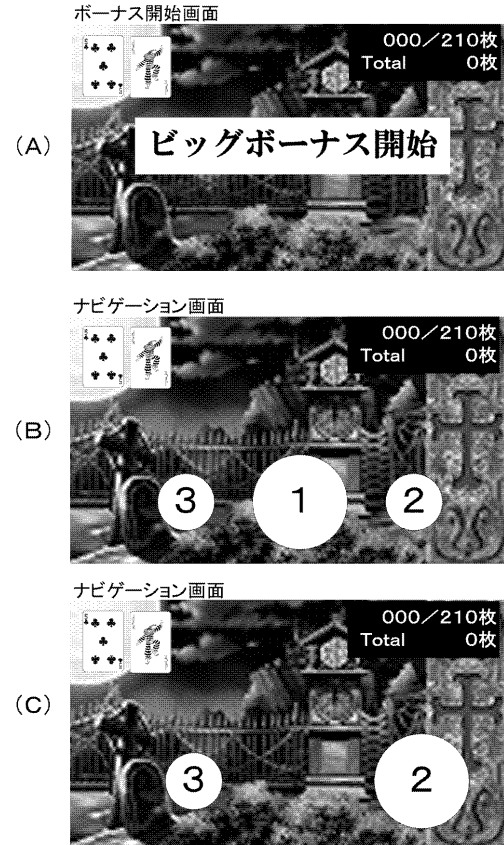 ボーナス開始画面
000／210枚
Total 0枚
(A)
ビッグボーナス開始
ナビゲーション画面
000／210枚
Total 0枚
(B)
3 1 2
ナビゲーション画面
000／210枚
Total 0枚
(C)
3 2